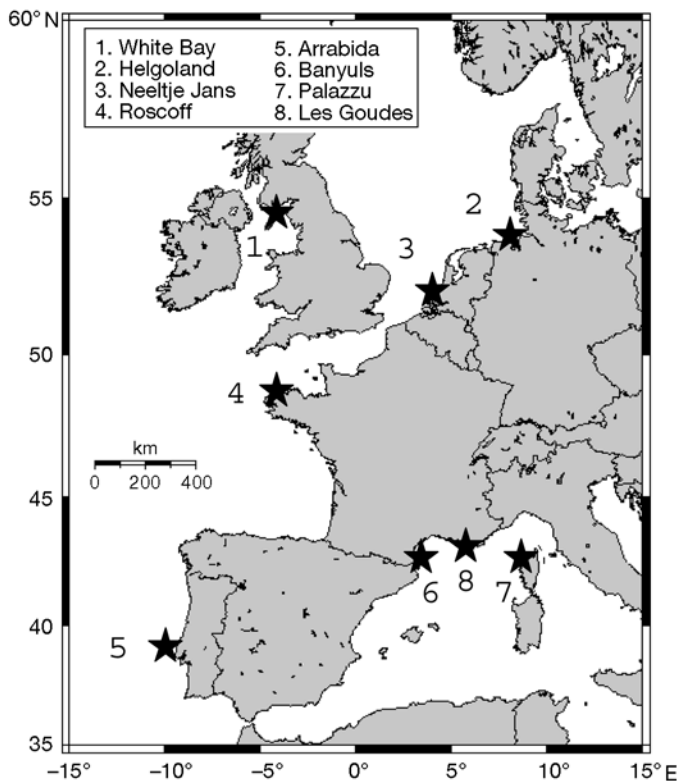 60°N
1. White Bay 5. Arrabida
2. Helgoland 6. Banyuls
3. Neeltje Jans 7. Palazzu
4. Roscoff 8. Les Goudes
55
2
1
3
50
4
km
0 200 400
45
6 8 7
40
5
35
−15° −10° −5° 0° 5° 10° 15° E